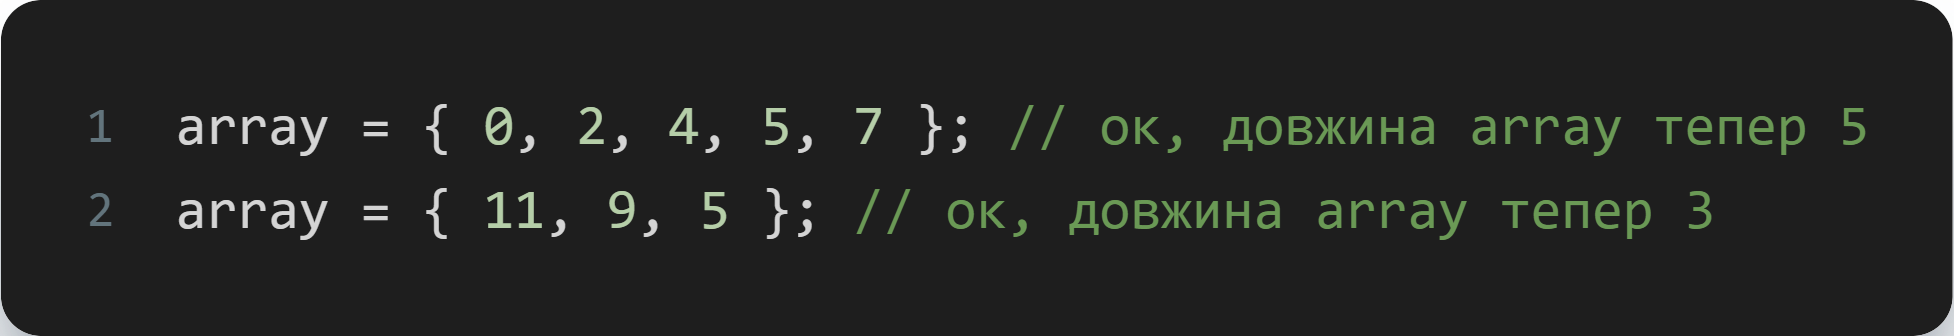 1 array = { 0, 2, 4, 5, 7 }; // ок, довжина array тепер 5
2 array = { 11, 9, 5 }; // ок, довжина array тепер 3